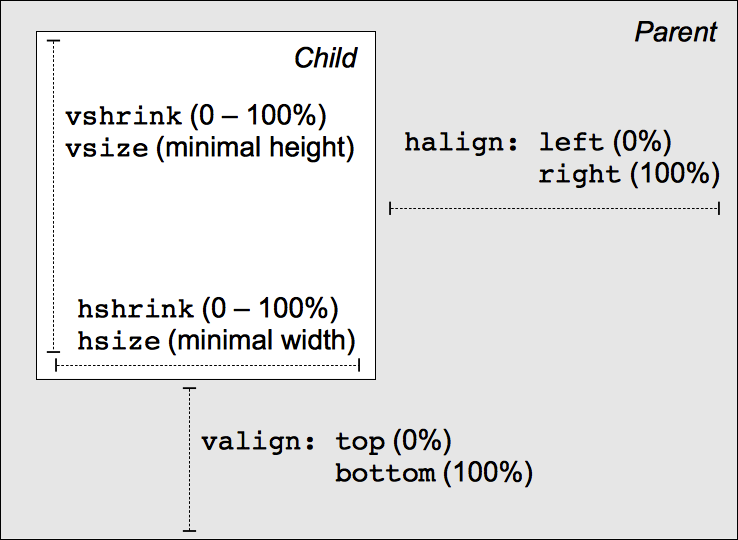 Parent
Child
vshrink (0 – 100%)
vsize (minimal height)
halign: left (0%)
right (100%)
hshrink (0 – 100%)
hsize (minimal width)
valign: top (0%)
bottom (100%)